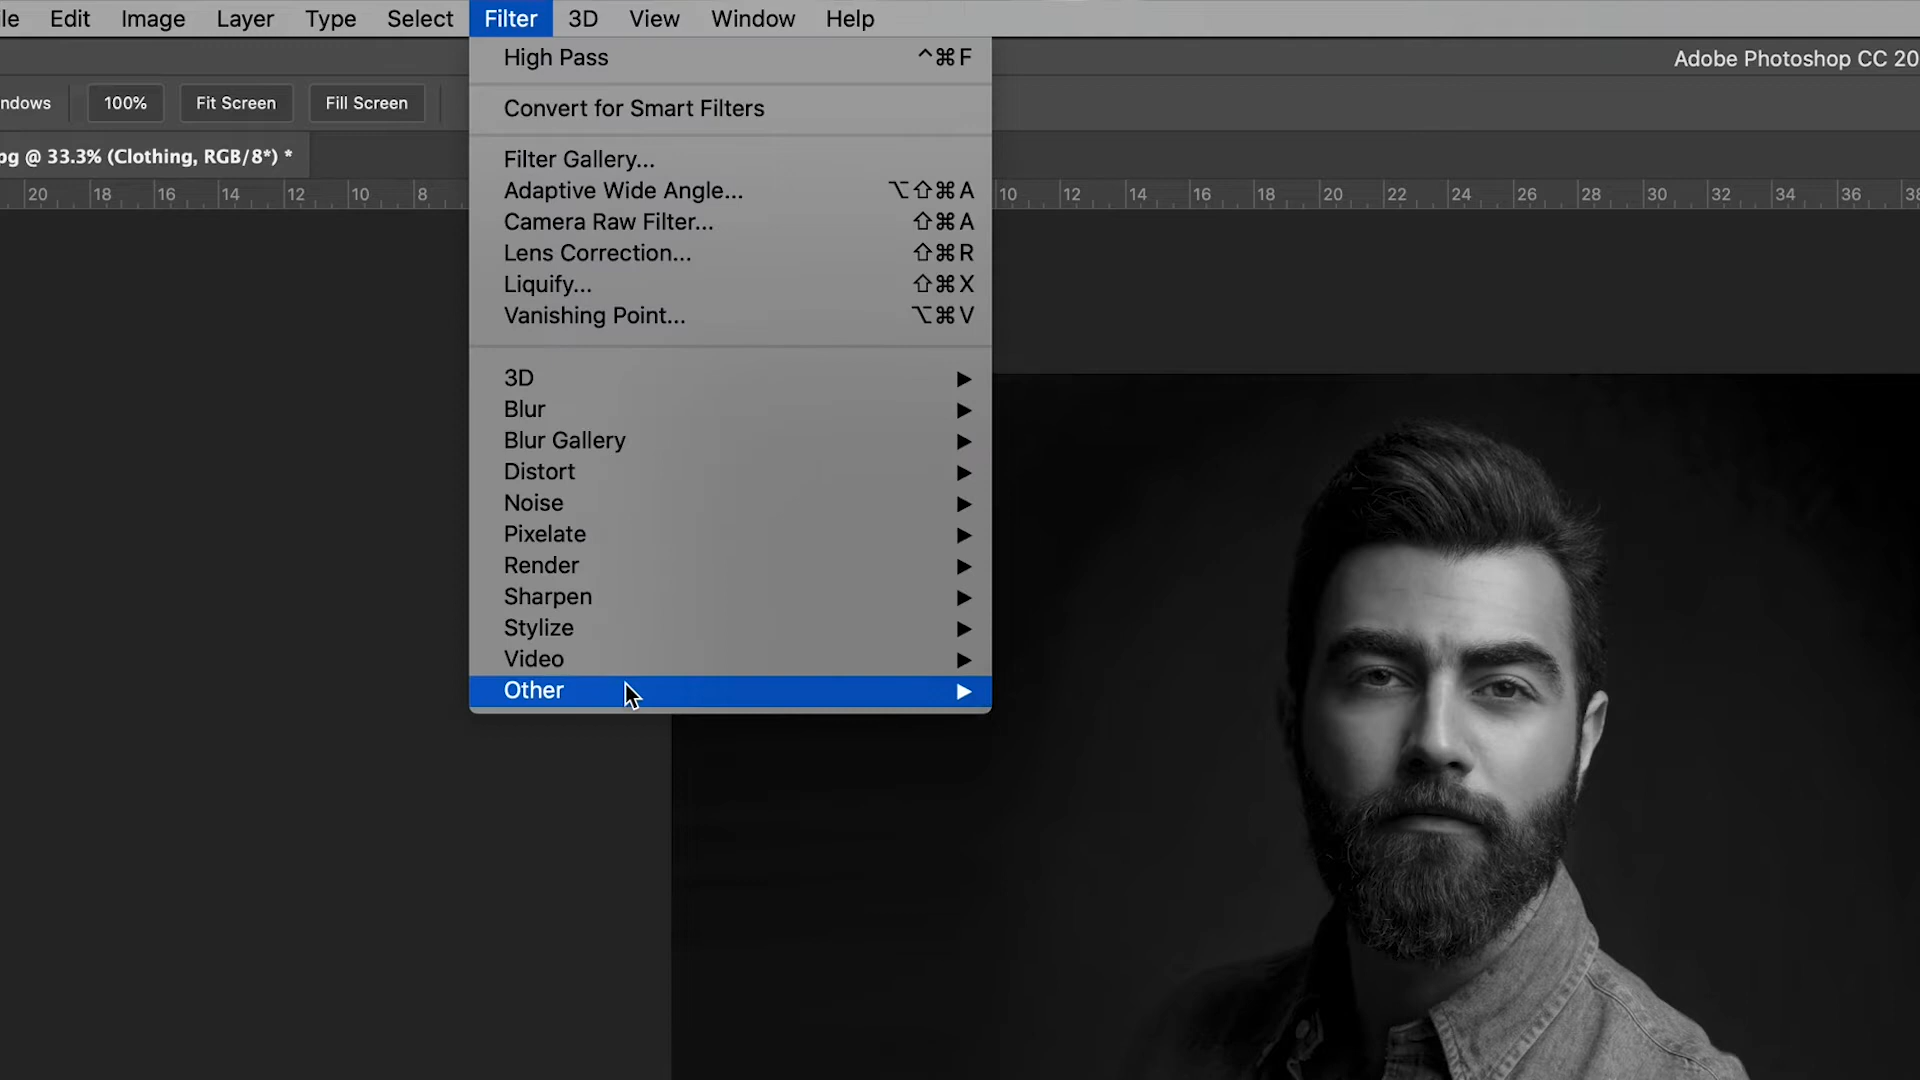 le Edit Image Layer Type Select Filter 3D View Window Help
High Pass ^⌘F
Adobe Photoshop CC 20
ndows 100% Fit Screen Fill Screen
Convert for Smart Filters
pg @ 33.3% (Clothing, RGB/8*) *
Filter Gallery...
Adaptive Wide Angle... ⌥⇧⌘A
20 18 16 14 12 10 8 10 12 14 16 18 20 22 24 26 28 30 32 34 36 38
Camera Raw Filter... ⇧⌘A
Lens Correction... ⇧⌘R
Liquify... ⇧⌘X
Vanishing Point... ⌥⌘V
3D
Blur
Blur Gallery
Distort
Noise
Pixelate
Render
Sharpen
Stylize
Video
Other